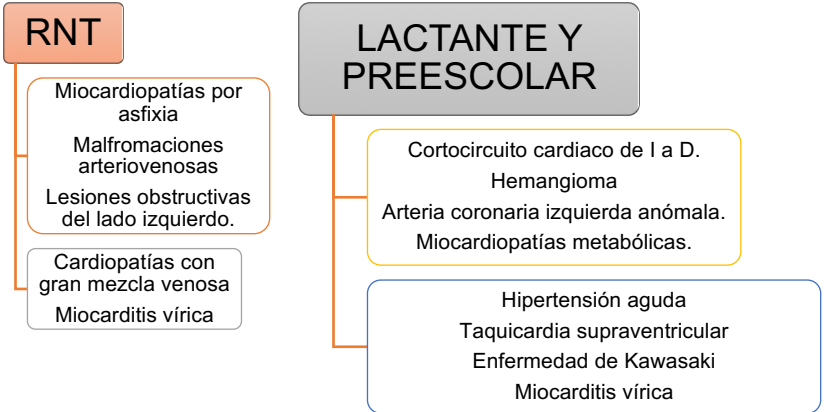 RNT
Miocardiopatías por
asfixia
Malfromaciones
arteriovenosas
Lesiones obstructivas
del lado izquierdo.
Cardiopatías con
gran mezcla venosa
Miocarditis vírica
LACTANTE Y
PREESCOLAR
Cortocircuito cardiaco de I a D.
Hemangioma
Arteria coronaria izquierda anómala.
Miocardiopatías metabólicas.
Hipertensión aguda
Taquicardia supraventricular
Enfermedad de Kawasaki
Miocarditis vírica